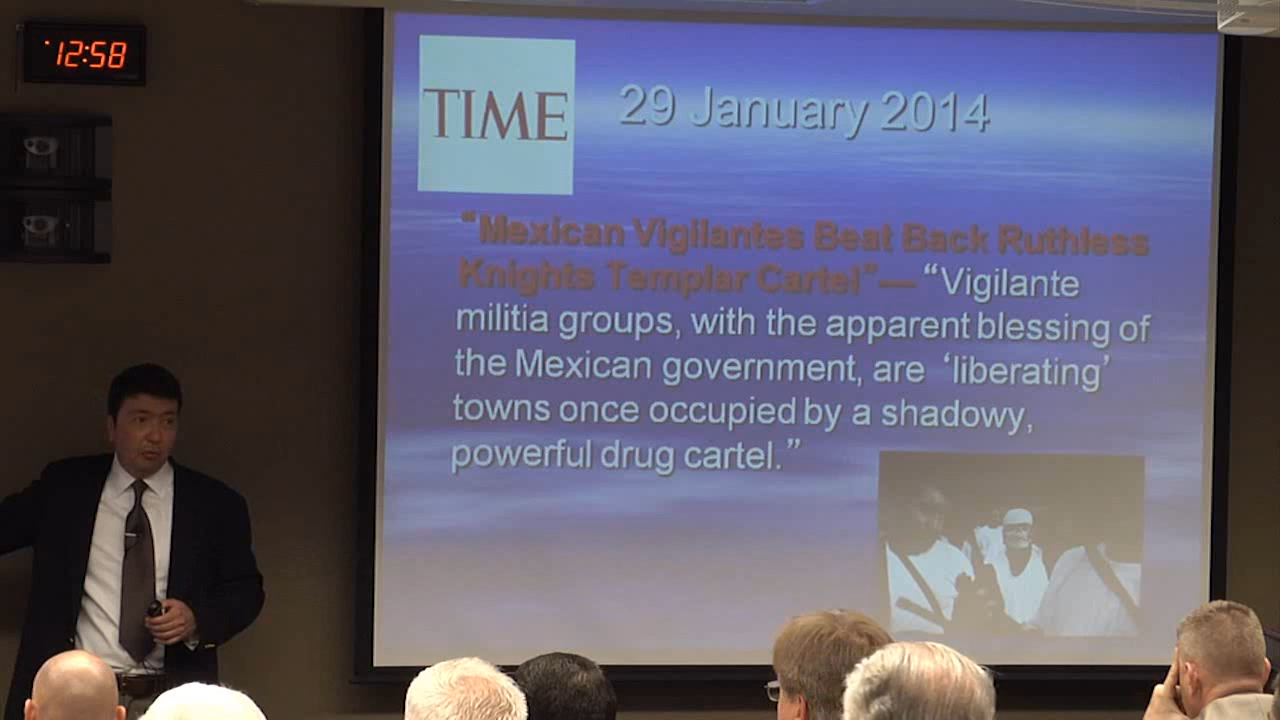 12:58
TIME
29 January 2014
“Mexican Vigilantes Beat Back Ruthless
Knights Templar Cartel”— “Vigilante
militia groups, with the apparent blessing of
the Mexican government, are ‘liberating’
towns once occupied by a shadowy,
powerful drug cartel.”